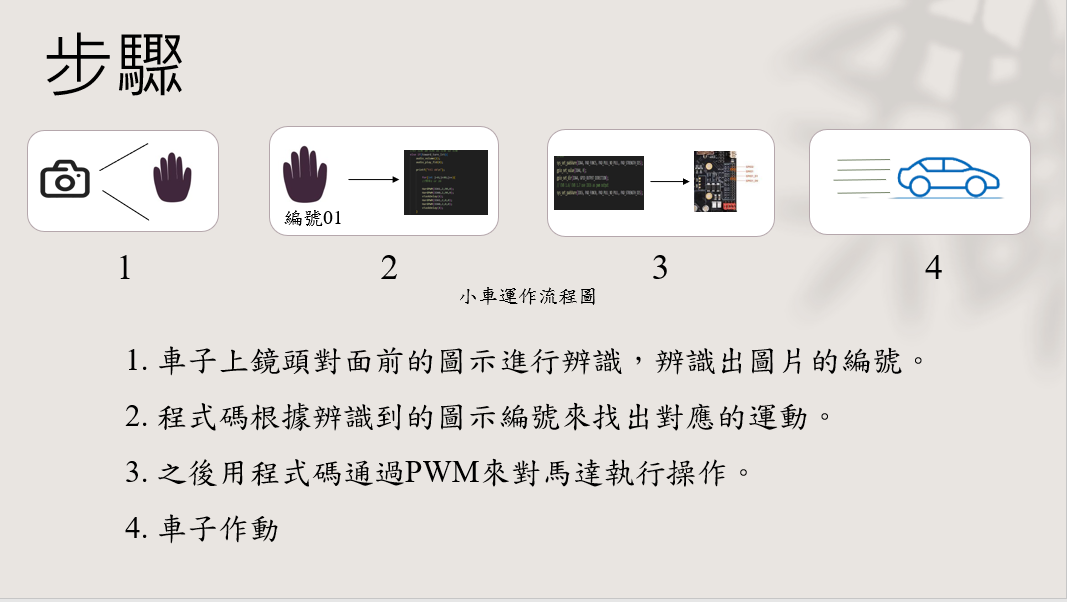 步驟
編號01
1
2
3
4
小車運作流程圖
1. 車子上鏡頭對面前的圖示進行辨識，辨識出圖片的編號。
2. 程式碼根據辨識到的圖示編號來找出對應的運動。
3. 之後用程式碼通過PWM來對馬達執行操作。
4. 車子作動